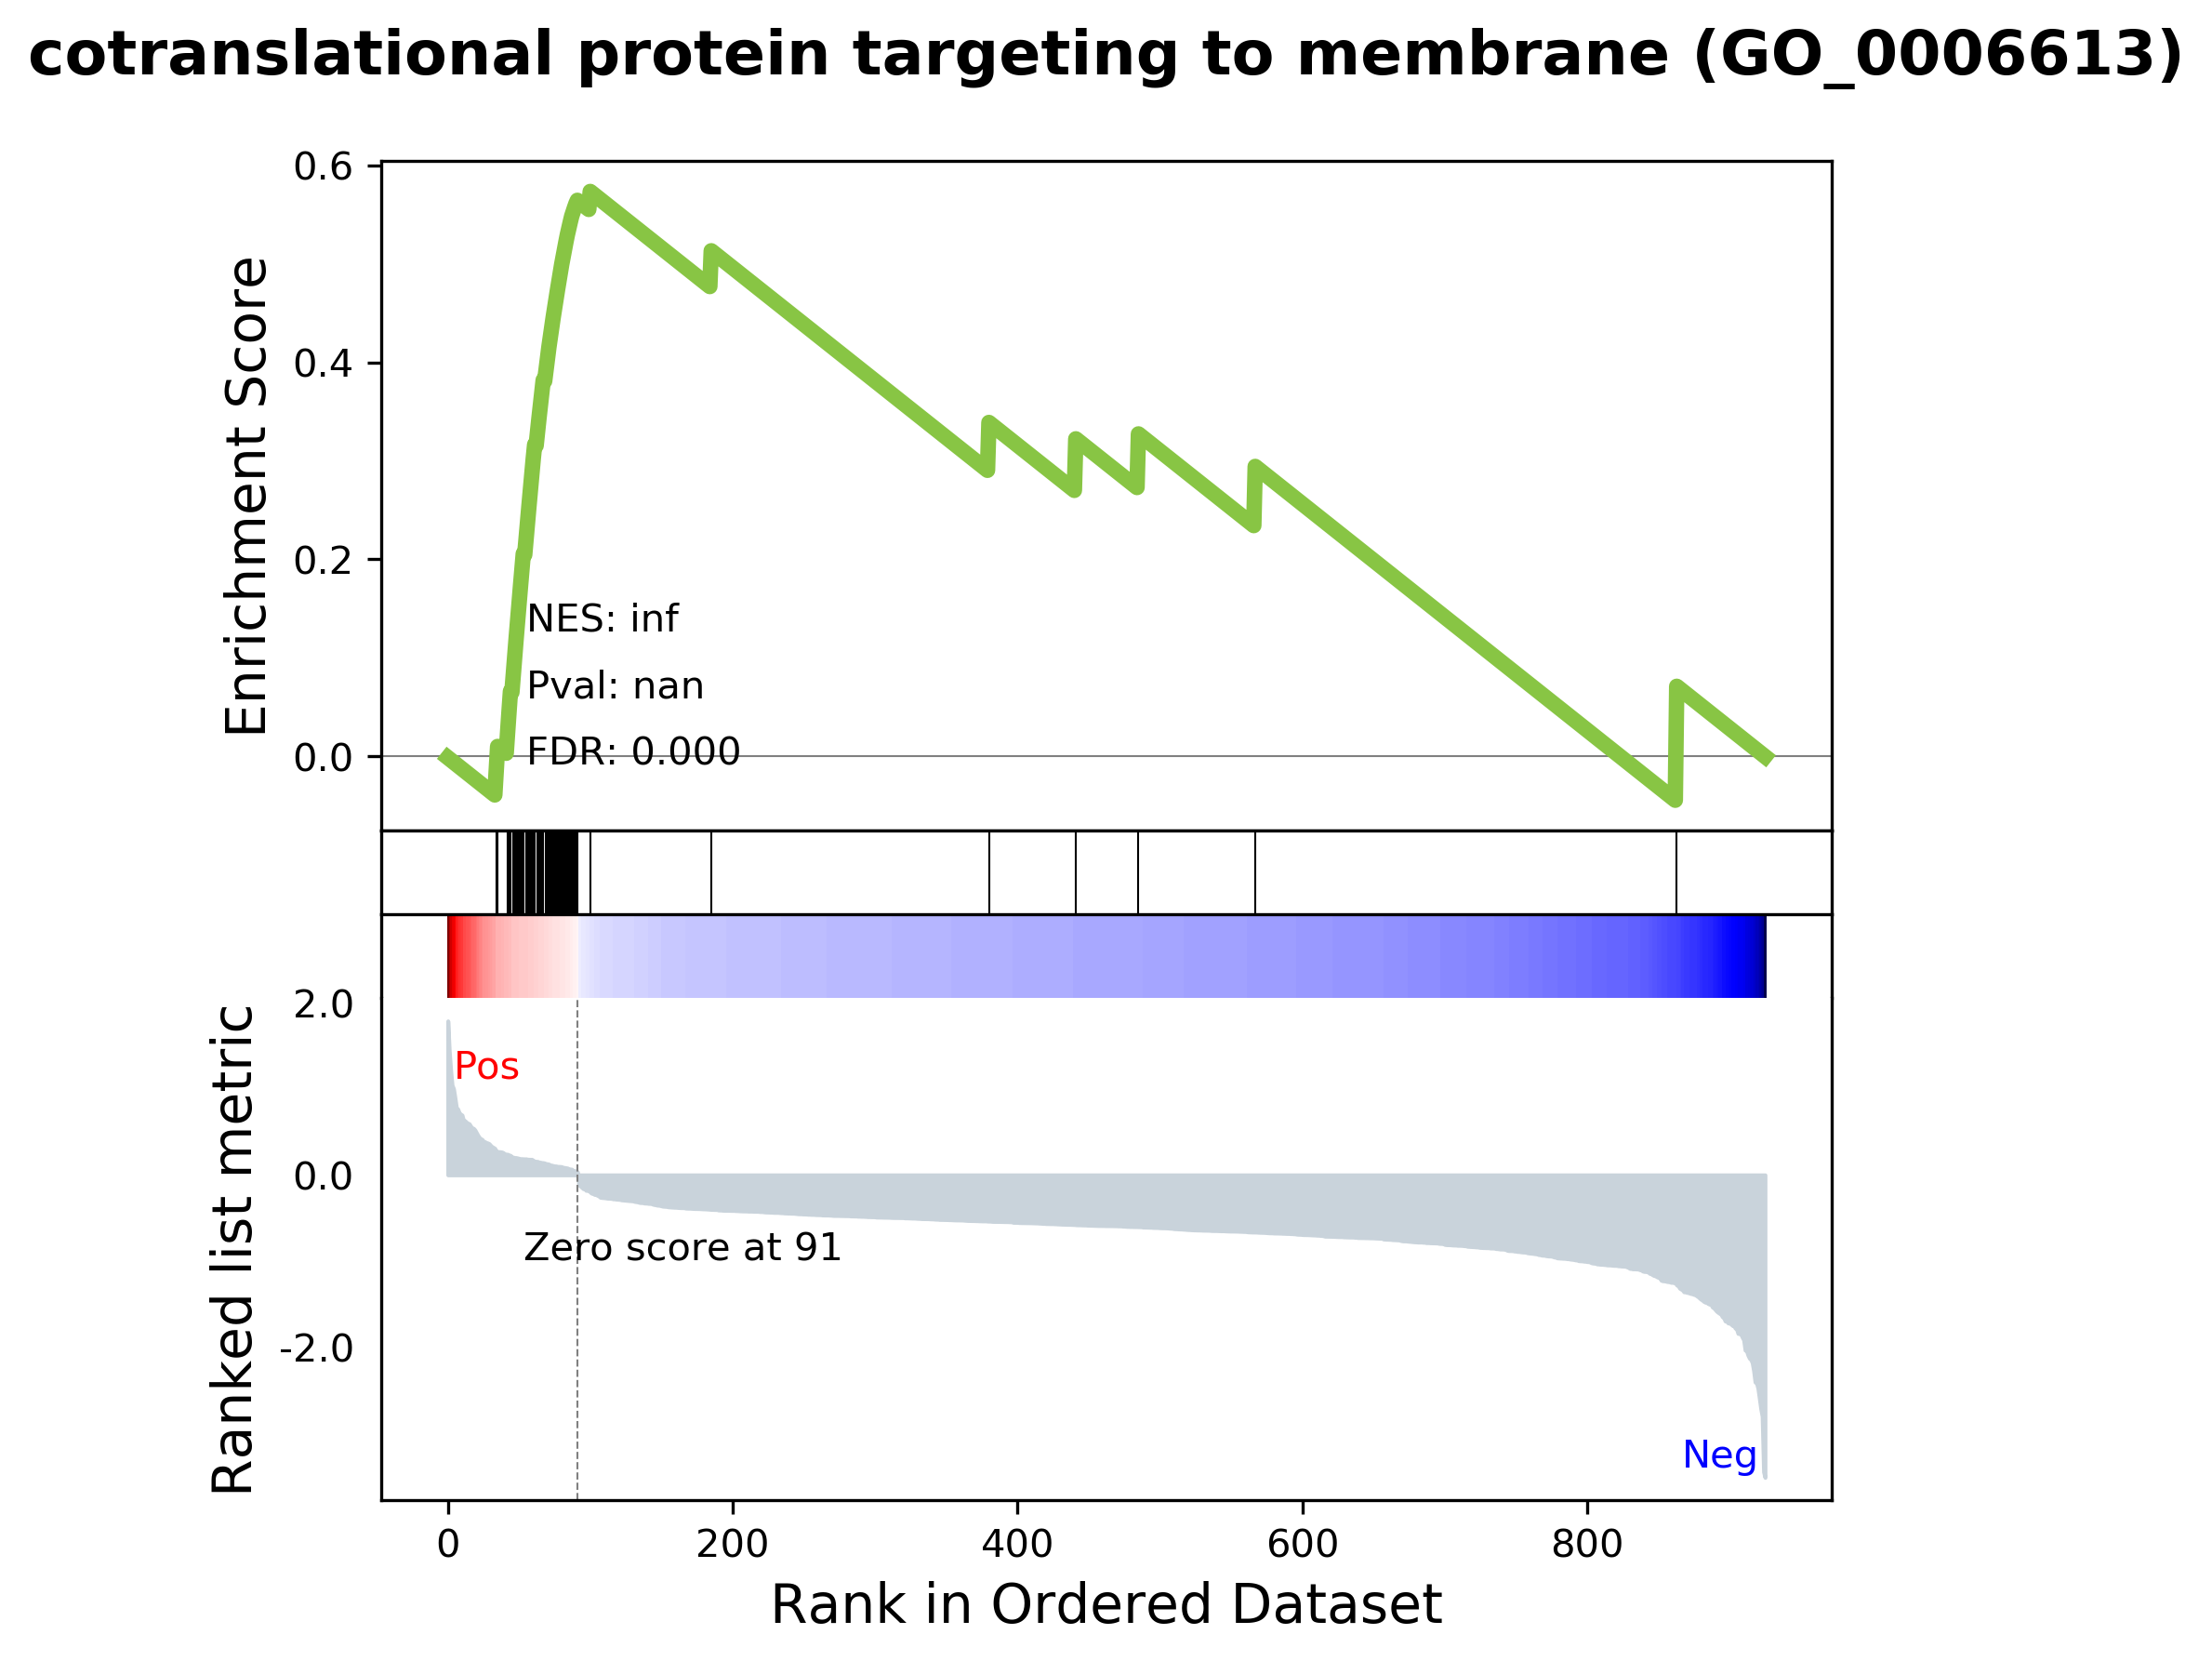 cotranslational protein targeting to membrane (GO_0006613)
Enrichment Score
0.6
0.4
0.2
0.0
NES: inf
Pval: nan
FDR: 0.000
Ranked list metric
2.0
0.0
-2.0
Pos
Zero score at 91
Neg
0 200 400 600 800
Rank in Ordered Dataset